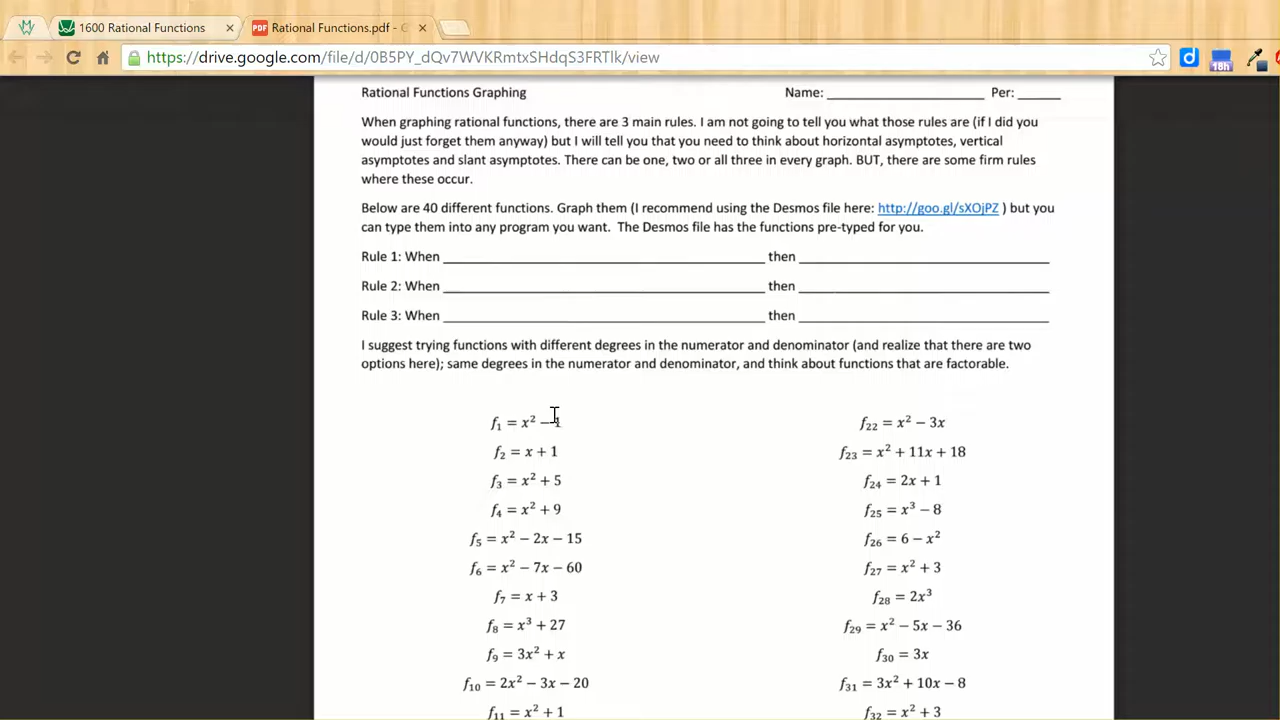 1600 Rational Functions
PDF Rational Functions.pdf - G
https://drive.google.com/file/d/0B5PY_dQv7WVKRmtxSHdqS3FRTlk/view
18h
Rational Functions Graphing Name: ____________________ Per: ______
When graphing rational functions, there are 3 main rules. I am not going to tell you what those rules are (if I did you
would just forget them anyway) but I will tell you that you need to think about horizontal asymptotes, vertical
asymptotes and slant asymptotes. There can be one, two or all three in every graph. BUT, there are some firm rules
where these occur.
Below are 40 different functions. Graph them (I recommend using the Desmos file here: http://goo.gl/sXOjPZ ) but you
can type them into any program you want. The Desmos file has the functions pre-typed for you.
Rule 1: When ________________________________________ then ________________________________
Rule 2: When ________________________________________ then ________________________________
Rule 3: When ________________________________________ then ________________________________
I suggest trying functions with different degrees in the numerator and denominator (and realize that there are two
options here); same degrees in the numerator and denominator, and think about functions that are factorable.
f₁ = x² − 1
f₂ = x + 1
f₃ = x² + 5
f₄ = x² + 9
f₅ = x² − 2x − 15
f₆ = x² − 7x − 60
f₇ = x + 3
f₈ = x³ + 27
f₉ = 3x² + x
f₁₀ = 2x² − 3x − 20
f₁₁ = x² + 1
f₂₂ = x² − 3x
f₂₃ = x² + 11x + 18
f₂₄ = 2x + 1
f₂₅ = x³ − 8
f₂₆ = 6 − x²
f₂₇ = x² + 3
f₂₈ = 2x³
f₂₉ = x² − 5x − 36
f₃₀ = 3x
f₃₁ = 3x² + 10x − 8
f₃₂ = x² + 3